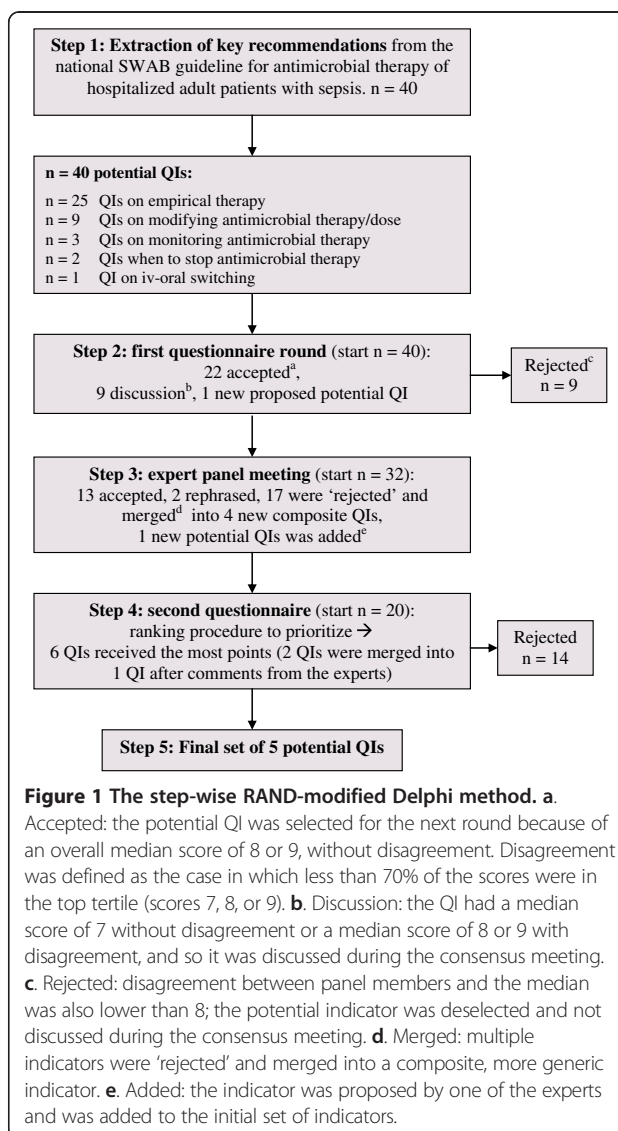 Step 1: Extraction of key recommendations from the
national SWAB guideline for antimicrobial therapy of
hospitalized adult patients with sepsis. n = 40
n = 40 potential QIs:
n = 25 QIs on empirical therapy
n = 9 QIs on modifying antimicrobial therapy/dose
n = 3 QIs on monitoring antimicrobial therapy
n = 2 QIs when to stop antimicrobial therapy
n = 1 QI on iv-oral switching
Step 2: first questionnaire round (start n = 40):
22 accepted^a,
9 discussion^b, 1 new proposed potential QI
Rejected^c
n = 9
Step 3: expert panel meeting (start n = 32):
13 accepted, 2 rephrased, 17 were ‘rejected’ and
merged^d into 4 new composite QIs,
1 new potential QIs was added^e
Step 4: second questionnaire (start n = 20):
ranking procedure to prioritize →
6 QIs received the most points (2 QIs were merged into
1 QI after comments from the experts)
Rejected
n = 14
Step 5: Final set of 5 potential QIs
Figure 1 The step-wise RAND-modified Delphi method. a.
Accepted: the potential QI was selected for the next round because of
an overall median score of 8 or 9, without disagreement. Disagreement
was defined as the case in which less than 70% of the scores were in
the top tertile (scores 7, 8, or 9). b. Discussion: the QI had a median
score of 7 without disagreement or a median score of 8 or 9 with
disagreement, and so it was discussed during the consensus meeting.
c. Rejected: disagreement between panel members and the median
was also lower than 8; the potential indicator was deselected and not
discussed during the consensus meeting. d. Merged: multiple
indicators were ‘rejected’ and merged into a composite, more generic
indicator. e. Added: the indicator was proposed by one of the experts
and was added to the initial set of indicators.